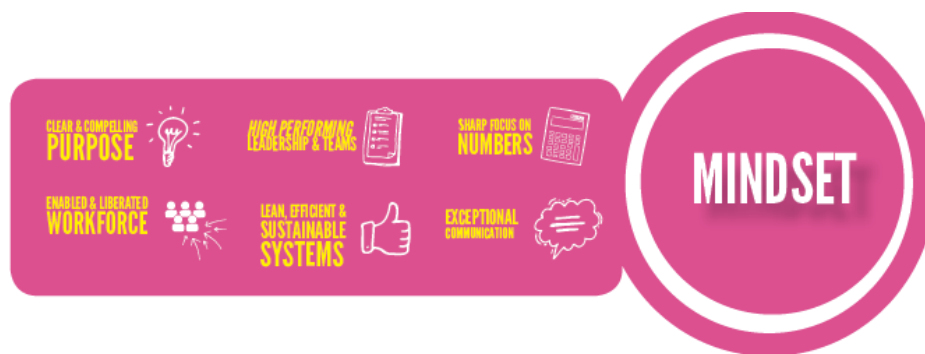 CLEAR & COMPELLING
PURPOSE
HIGH PERFORMING
LEADERSHIP & TEAMS
SHARP FOCUS ON
NUMBERS
ENABLED & LIBERATED
WORKFORCE
LEAN, EFFICIENT &
SUSTAINABLE
SYSTEMS
EXCEPTIONAL
COMMUNICATION
MINDSET